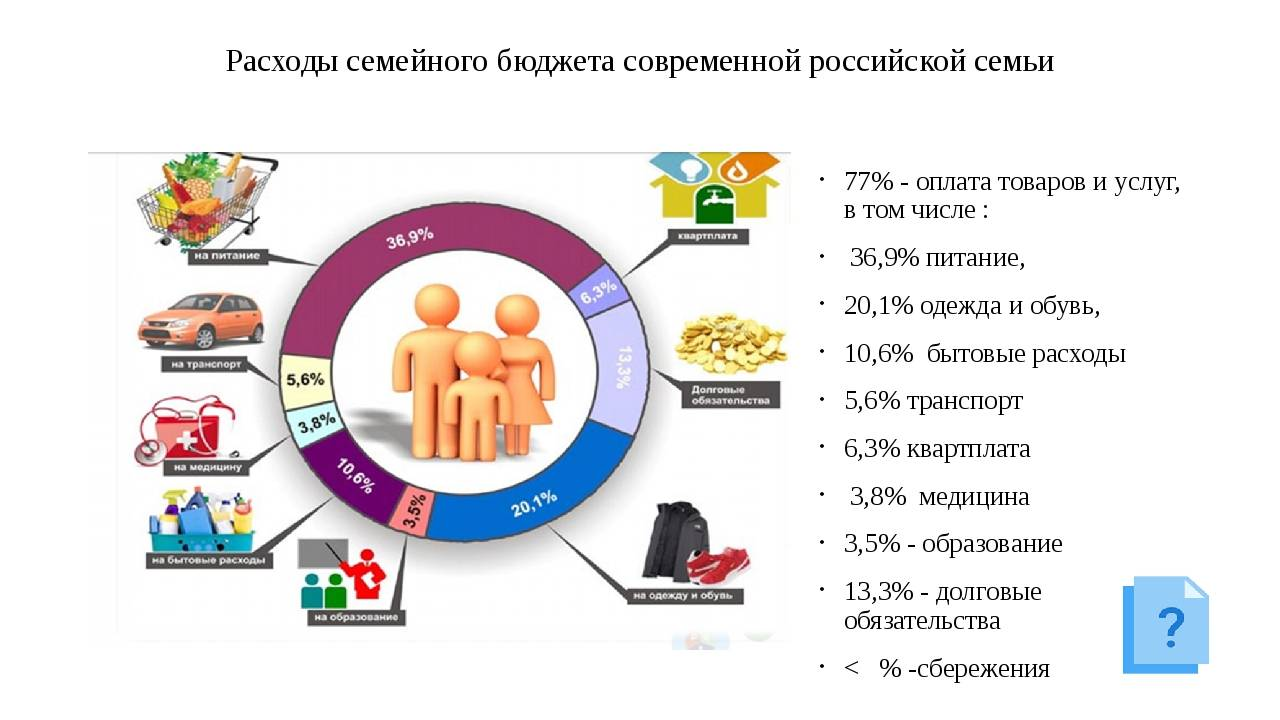 Расходы семейного бюджета современной российской семьи
на питание
36,9%
квартплата
6,3%
13,3%
Долговые
обязательства
на транспорт
5,6%
3,8%
на медицину
10,6%
на бытовые расходы
3,5%
на образование
20,1%
на одежду и обувь
• 77% - оплата товаров и услуг,
в том числе :
• 36,9% питание,
• 20,1% одежда и обувь,
• 10,6% бытовые расходы
• 5,6% транспорт
• 6,3% квартплата
• 3,8% медицина
• 3,5% - образование
• 13,3% - долговые
обязательства
• < % -сбережения
?